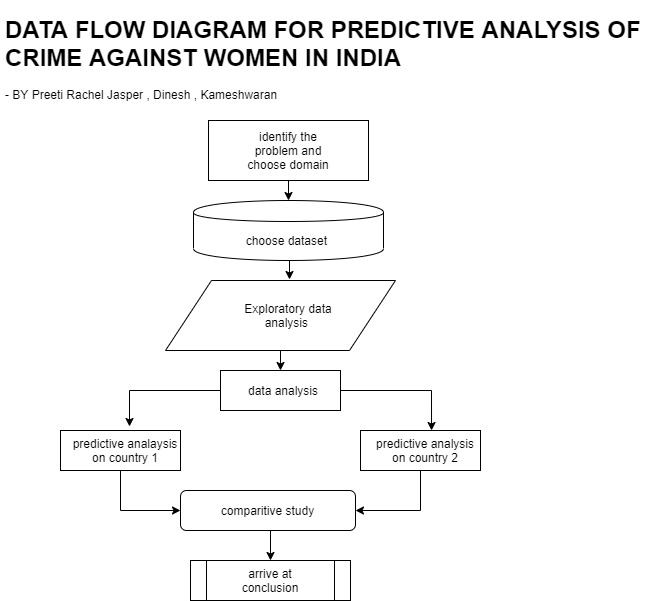 DATA FLOW DIAGRAM FOR PREDICTIVE ANALYSIS OF
CRIME AGAINST WOMEN IN INDIA
- BY Preeti Rachel Jasper , Dinesh , Kameshwaran
identify the
problem and
choose domain
choose dataset
Exploratory data
analysis
data analysis
predictive analaysis
on country 1
predictive analysis
on country 2
comparitive study
arrive at
conclusion